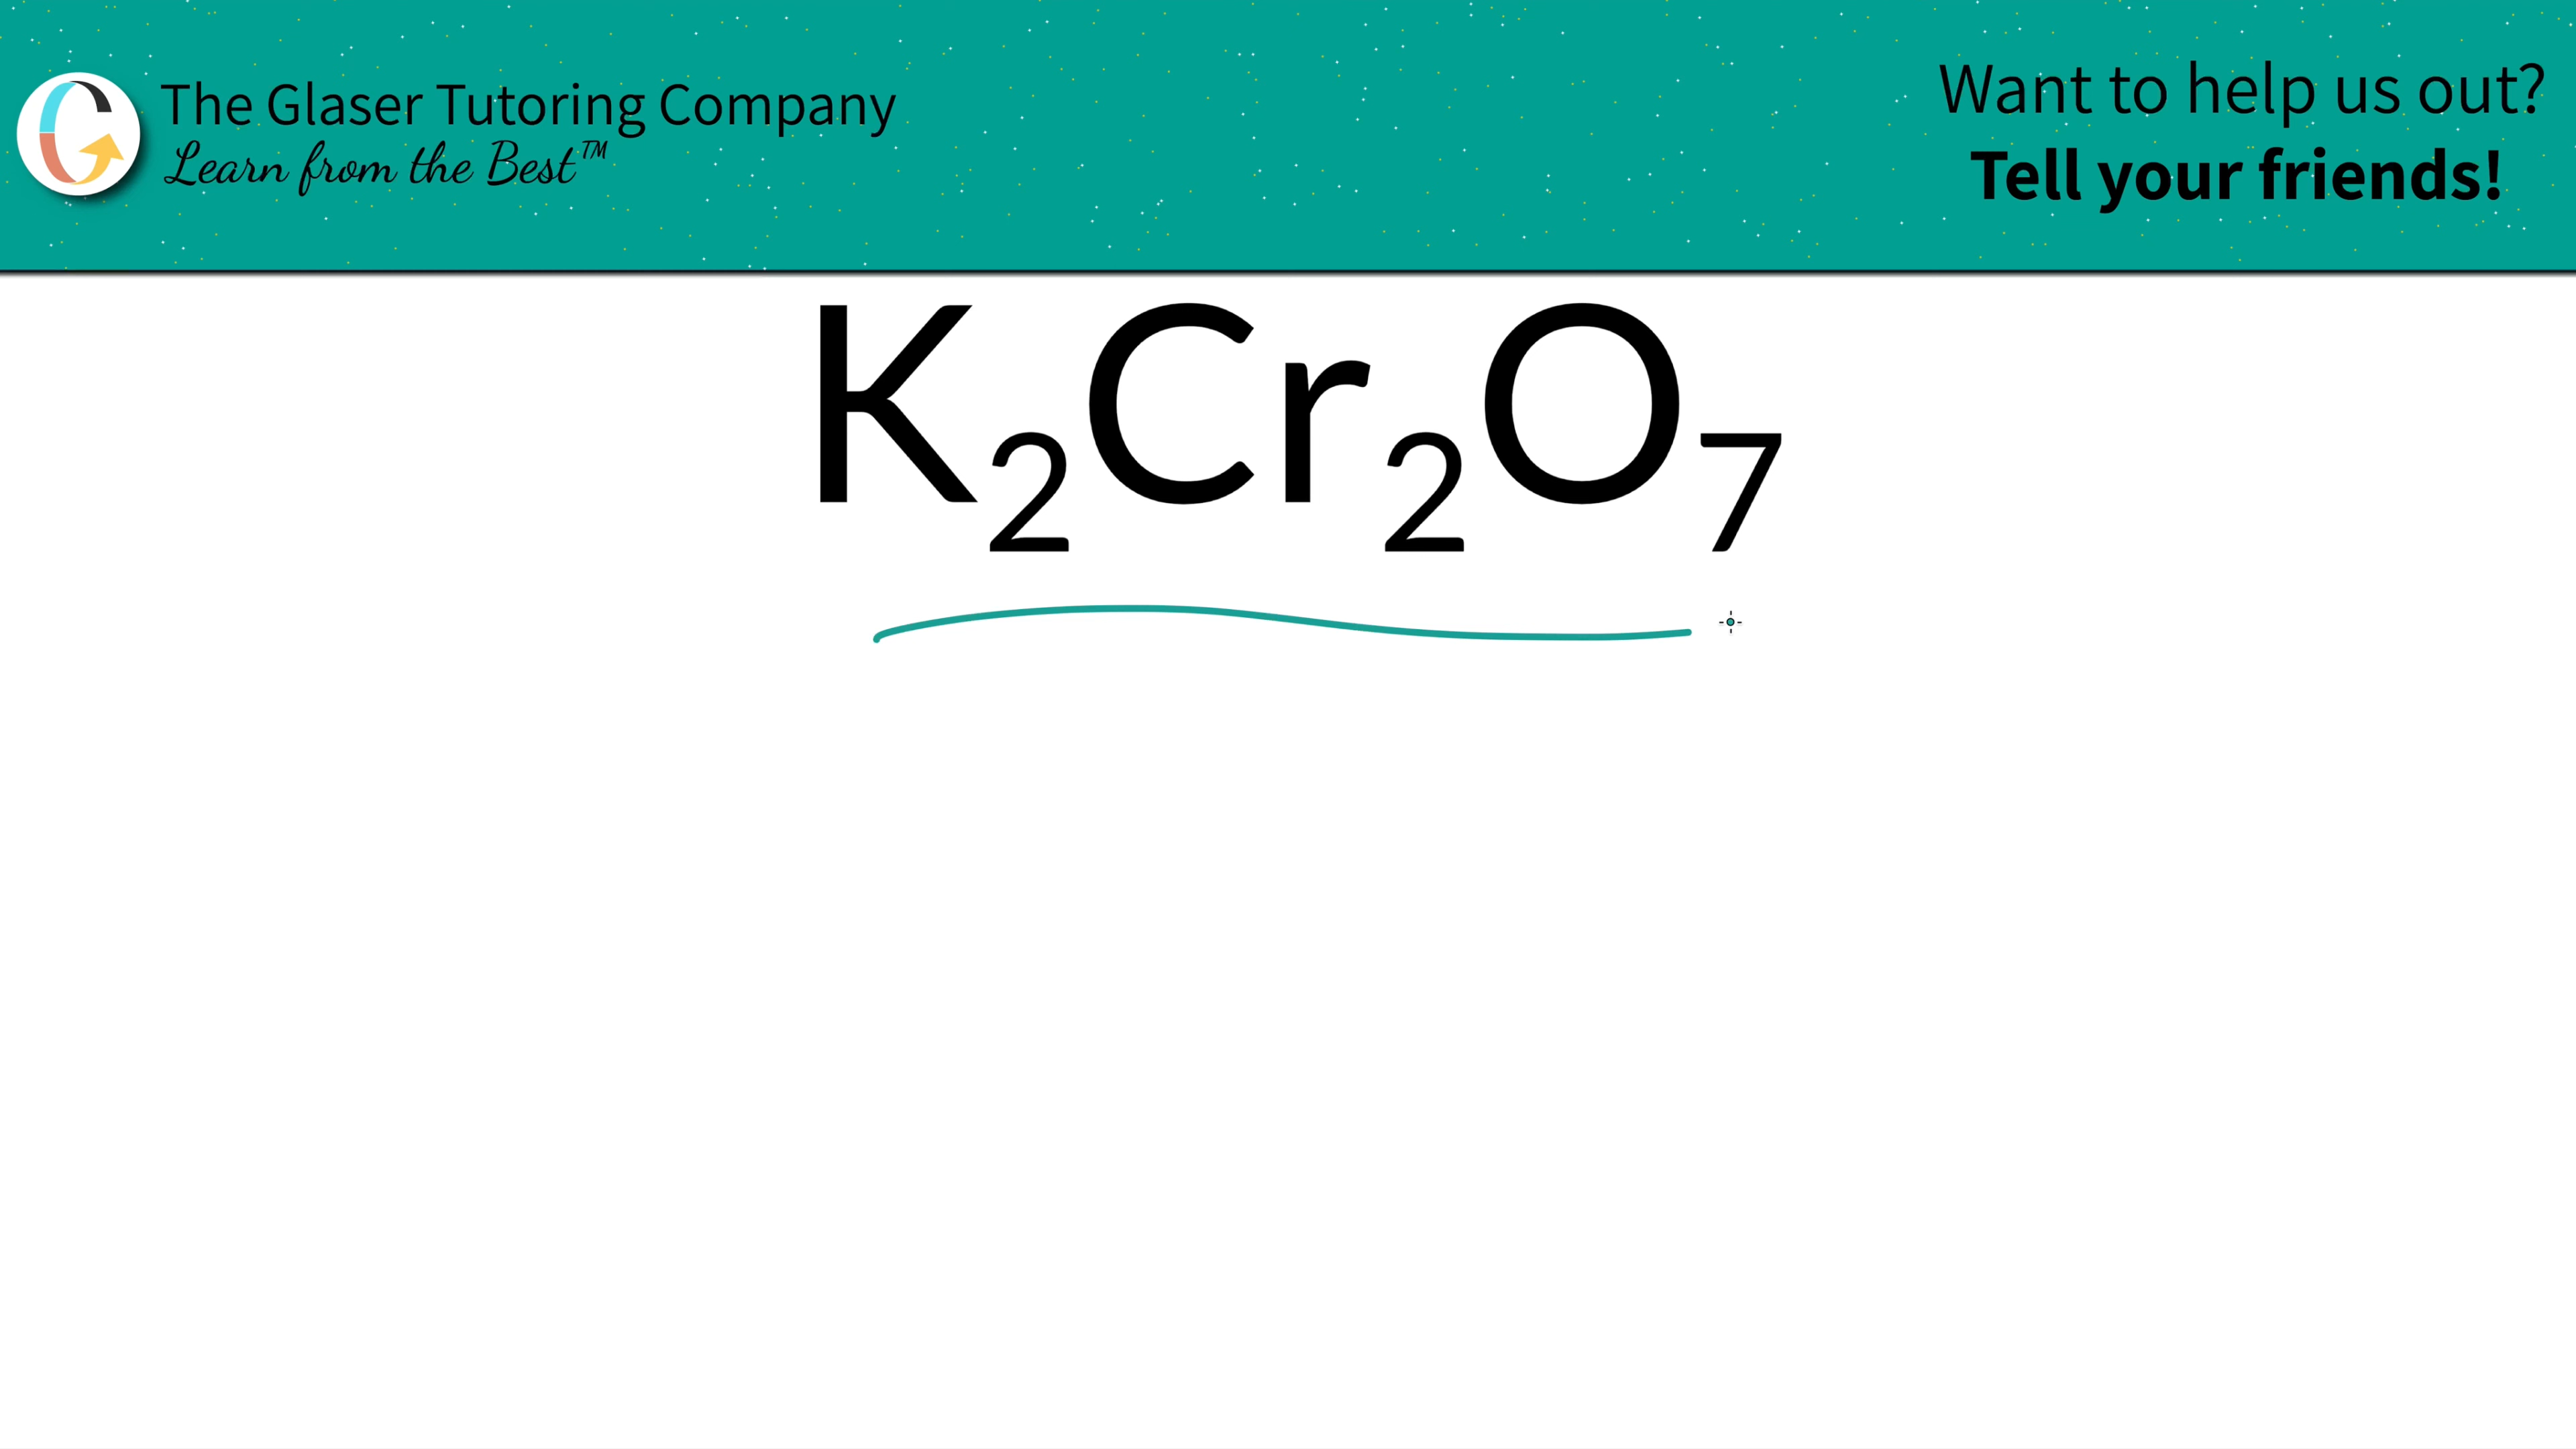 The Glaser Tutoring Company
Learn from the Best™
Want to help us out?
Tell your friends!
K₂Cr₂O₇